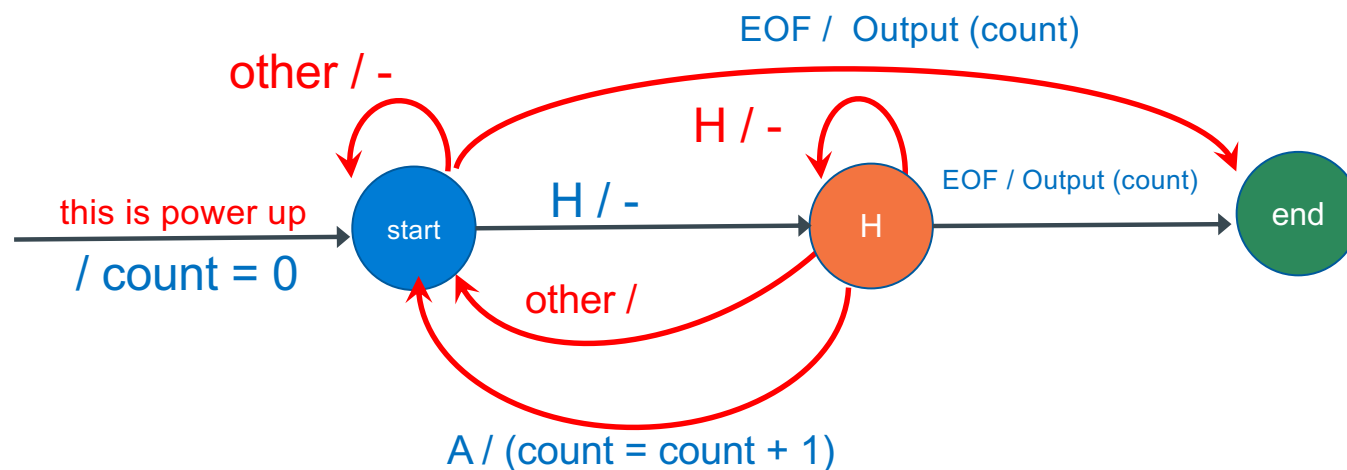 EOF /  Output (count)
other / -
H / -
this is power up
/ count = 0
start
H / -
H
EOF / Output (count)
end
other /
A / (count = count + 1)